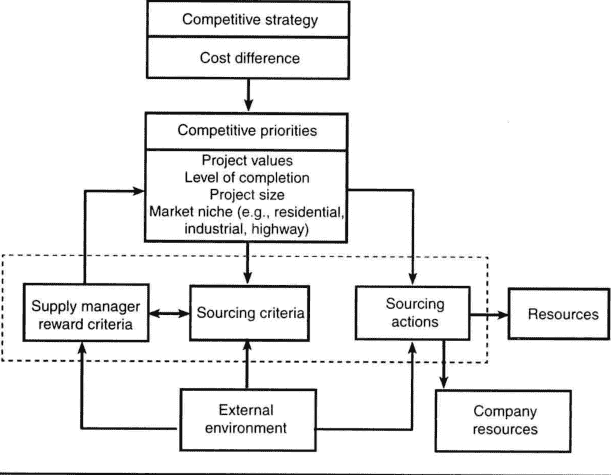 Competitive strategy
Cost difference
Competitive priorities
Project values
Level of completion
Project size
Market niche (e.g., residential,
industrial, highway)
Supply manager
reward criteria
Sourcing criteria
Sourcing
actions
Resources
External
environment
Company
resources